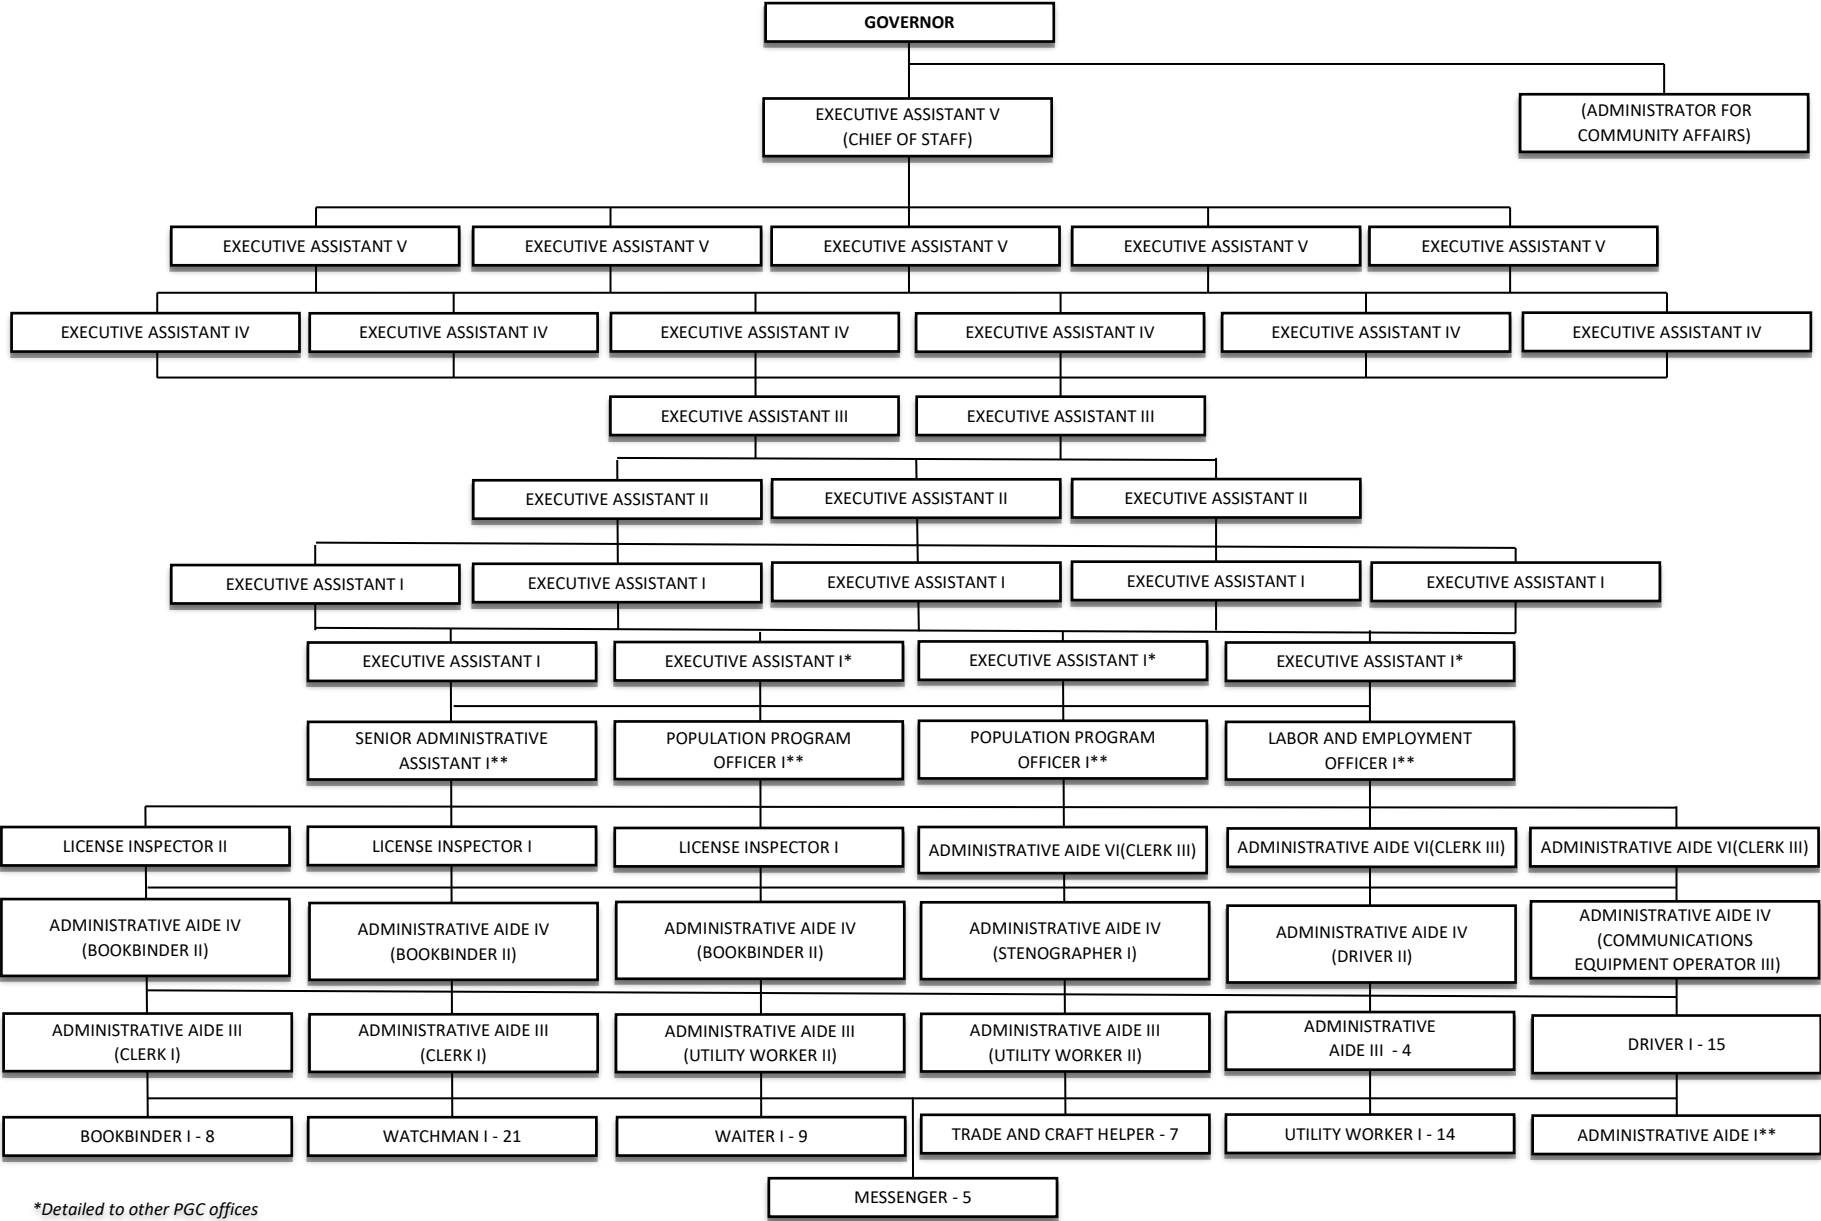 GOVERNOR
EXECUTIVE ASSISTANT V
(CHIEF OF STAFF)
(ADMINISTRATOR FOR
COMMUNITY AFFAIRS)
EXECUTIVE ASSISTANT V
EXECUTIVE ASSISTANT V
EXECUTIVE ASSISTANT V
EXECUTIVE ASSISTANT V
EXECUTIVE ASSISTANT V
EXECUTIVE ASSISTANT IV
EXECUTIVE ASSISTANT IV
EXECUTIVE ASSISTANT IV
EXECUTIVE ASSISTANT IV
EXECUTIVE ASSISTANT IV
EXECUTIVE ASSISTANT IV
EXECUTIVE ASSISTANT III
EXECUTIVE ASSISTANT III
EXECUTIVE ASSISTANT II
EXECUTIVE ASSISTANT II
EXECUTIVE ASSISTANT II
EXECUTIVE ASSISTANT I
EXECUTIVE ASSISTANT I
EXECUTIVE ASSISTANT I
EXECUTIVE ASSISTANT I
EXECUTIVE ASSISTANT I
EXECUTIVE ASSISTANT I
EXECUTIVE ASSISTANT I*
EXECUTIVE ASSISTANT I*
EXECUTIVE ASSISTANT I*
SENIOR ADMINISTRATIVE
ASSISTANT I**
POPULATION PROGRAM
OFFICER I**
POPULATION PROGRAM
OFFICER I**
LABOR AND EMPLOYMENT
OFFICER I**
LICENSE INSPECTOR II
LICENSE INSPECTOR I
LICENSE INSPECTOR I
ADMINISTRATIVE AIDE VI(CLERK III)
ADMINISTRATIVE AIDE VI(CLERK III)
ADMINISTRATIVE AIDE VI(CLERK III)
ADMINISTRATIVE AIDE IV
(BOOKBINDER II)
ADMINISTRATIVE AIDE IV
(BOOKBINDER II)
ADMINISTRATIVE AIDE IV
(BOOKBINDER II)
ADMINISTRATIVE AIDE IV
(STENOGRAPHER I)
ADMINISTRATIVE AIDE IV
(DRIVER II)
ADMINISTRATIVE AIDE IV
(COMMUNICATIONS
EQUIPMENT OPERATOR III)
ADMINISTRATIVE AIDE III
(CLERK I)
ADMINISTRATIVE AIDE III
(CLERK I)
ADMINISTRATIVE AIDE III
(UTILITY WORKER II)
ADMINISTRATIVE AIDE III
(UTILITY WORKER II)
ADMINISTRATIVE
AIDE III - 4
DRIVER I - 15
BOOKBINDER I - 8
WATCHMAN I - 21
WAITER I - 9
TRADE AND CRAFT HELPER - 7
UTILITY WORKER I - 14
ADMINISTRATIVE AIDE I**
MESSENGER - 5
*Detailed to other PGC offices